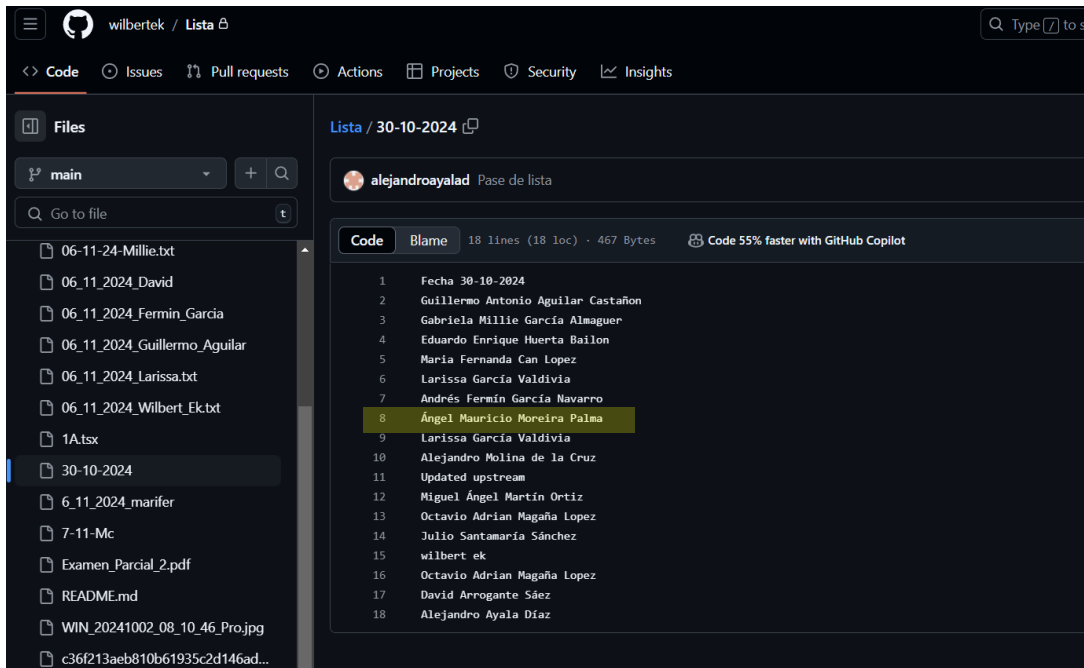 wilbertek / Lista
Type / to s
Code
Issues
Pull requests
Actions
Projects
Security
Insights
Files
main
Go to file
t
06-11-24-Millie.txt
06_11_2024_David
06_11_2024_Fermin_Garcia
06_11_2024_Guillermo_Aguilar
06_11_2024_Larissa.txt
06_11_2024_Wilbert_Ek.txt
1A.tsx
30-10-2024
6_11_2024_marifer
7-11-Mc
Examen_Parcial_2.pdf
README.md
WIN_20241002_08_10_46_Pro.jpg
c36f213aeb810b61935c2d146ad...
Lista / 30-10-2024
alejandroayalad Pase de lista
Code Blame 18 lines (18 loc) · 467 Bytes Code 55% faster with GitHub Copilot
1 Fecha 30-10-2024
2 Guillermo Antonio Aguilar Castañon
3 Gabriela Millie García Almaguer
4 Eduardo Enrique Huerta Bailon
5 Maria Fernanda Can Lopez
6 Larissa García Valdivia
7 Andrés Fermín García Navarro
8 Ángel Mauricio Moreira Palma
9 Larissa García Valdivia
10 Alejandro Molina de la Cruz
11 Updated upstream
12 Miguel Ángel Martín Ortiz
13 Octavio Adrian Magaña Lopez
14 Julio Santamaría Sánchez
15 wilbert ek
16 Octavio Adrian Magaña Lopez
17 David Arrogante Sáez
18 Alejandro Ayala Díaz